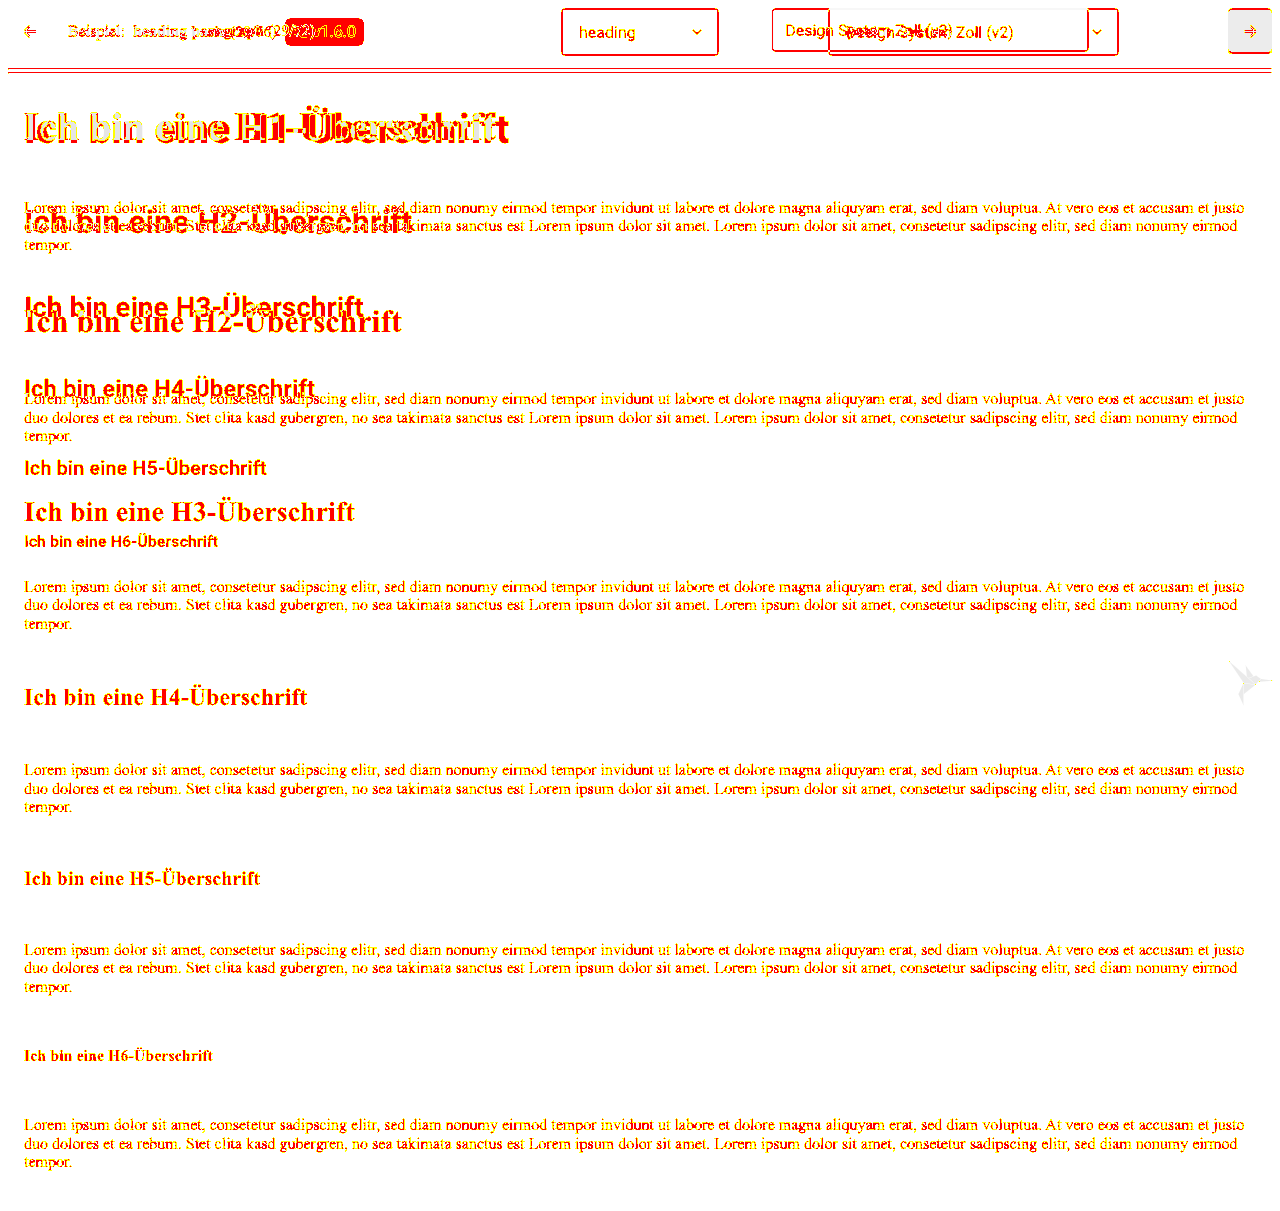 Beispiel: heading v1.6.0
heading
Design System Zoll (v2)
Design System Zoll (v2)
Ich bin eine H1-Überschrift
Lorem ipsum dolor sit amet, consetetur sadipscing elitr, sed diam nonumy eirmod tempor invidunt ut labore et dolore magna aliquyam erat, sed diam voluptua. At vero eos et accusam et justo
Ich bin eine H2-Überschrift
duo dolores et ea rebum. Stet clita kasd gubergren, no sea takimata sanctus est Lorem ipsum dolor sit amet. Lorem ipsum dolor sit amet, consetetur sadipscing elitr, sed diam nonumy eirmod
tempor.
Ich bin eine H3-Überschrift
Ich bin eine H2-Überschrift
Ich bin eine H4-Überschrift
Lorem ipsum dolor sit amet, consetetur sadipscing elitr, sed diam nonumy eirmod tempor invidunt ut labore et dolore magna aliquyam erat, sed diam voluptua. At vero eos et accusam et justo
duo dolores et ea rebum. Stet clita kasd gubergren, no sea takimata sanctus est Lorem ipsum dolor sit amet. Lorem ipsum dolor sit amet, consetetur sadipscing elitr, sed diam nonumy eirmod
tempor.
Ich bin eine H5-Überschrift
Ich bin eine H3-Überschrift
Ich bin eine H6-Überschrift
Lorem ipsum dolor sit amet, consetetur sadipscing elitr, sed diam nonumy eirmod tempor invidunt ut labore et dolore magna aliquyam erat, sed diam voluptua. At vero eos et accusam et justo
duo dolores et ea rebum. Stet clita kasd gubergren, no sea takimata sanctus est Lorem ipsum dolor sit amet. Lorem ipsum dolor sit amet, consetetur sadipscing elitr, sed diam nonumy eirmod
tempor.
Ich bin eine H4-Überschrift
Lorem ipsum dolor sit amet, consetetur sadipscing elitr, sed diam nonumy eirmod tempor invidunt ut labore et dolore magna aliquyam erat, sed diam voluptua. At vero eos et accusam et justo
duo dolores et ea rebum. Stet clita kasd gubergren, no sea takimata sanctus est Lorem ipsum dolor sit amet. Lorem ipsum dolor sit amet, consetetur sadipscing elitr, sed diam nonumy eirmod
tempor.
Ich bin eine H5-Überschrift
Lorem ipsum dolor sit amet, consetetur sadipscing elitr, sed diam nonumy eirmod tempor invidunt ut labore et dolore magna aliquyam erat, sed diam voluptua. At vero eos et accusam et justo
duo dolores et ea rebum. Stet clita kasd gubergren, no sea takimata sanctus est Lorem ipsum dolor sit amet. Lorem ipsum dolor sit amet, consetetur sadipscing elitr, sed diam nonumy eirmod
tempor.
Ich bin eine H6-Überschrift
Lorem ipsum dolor sit amet, consetetur sadipscing elitr, sed diam nonumy eirmod tempor invidunt ut labore et dolore magna aliquyam erat, sed diam voluptua. At vero eos et accusam et justo
duo dolores et ea rebum. Stet clita kasd gubergren, no sea takimata sanctus est Lorem ipsum dolor sit amet. Lorem ipsum dolor sit amet, consetetur sadipscing elitr, sed diam nonumy eirmod
tempor.